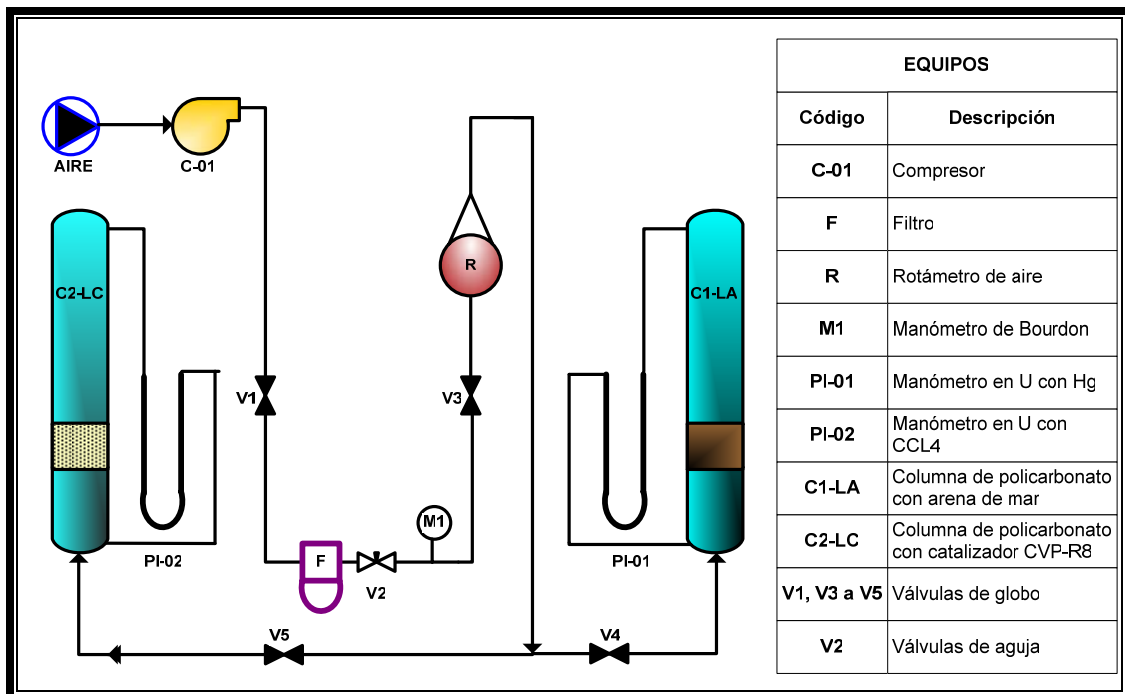 AIRE
C-01
C2-LC
R
C1-LA
V1
V3
M1
F
PI-02
V2
PI-01
V5
V4
EQUIPOS
Código Descripción
C-01 Compresor
F Filtro
R Rotámetro de aire
M1 Manómetro de Bourdon
PI-01 Manómetro en U con Hg
PI-02 Manómetro en U con
CCL4
C1-LA Columna de policarbonato
con arena de mar
C2-LC Columna de policarbonato
con catalizador CVP-R8
V1, V3 a V5 Válvulas de globo
V2 Válvulas de aguja